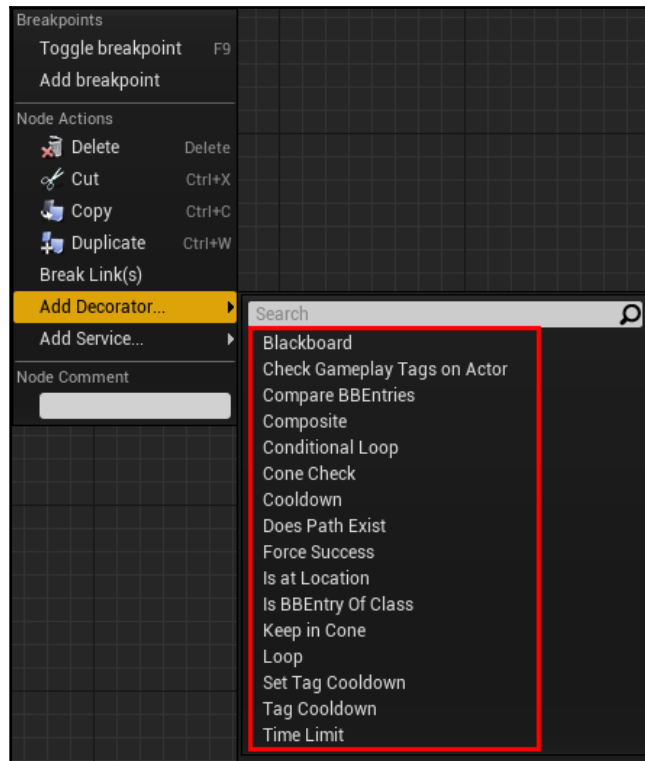 Breakpoints
Toggle breakpoint F9
Add breakpoint
Node Actions
Delete Delete
Cut Ctrl+X
Copy Ctrl+C
Duplicate Ctrl+W
Break Link(s)
Add Decorator...
Add Service...
Node Comment
Search
Blackboard
Check Gameplay Tags on Actor
Compare BBEntries
Composite
Conditional Loop
Cone Check
Cooldown
Does Path Exist
Force Success
Is at Location
Is BBEntry Of Class
Keep in Cone
Loop
Set Tag Cooldown
Tag Cooldown
Time Limit